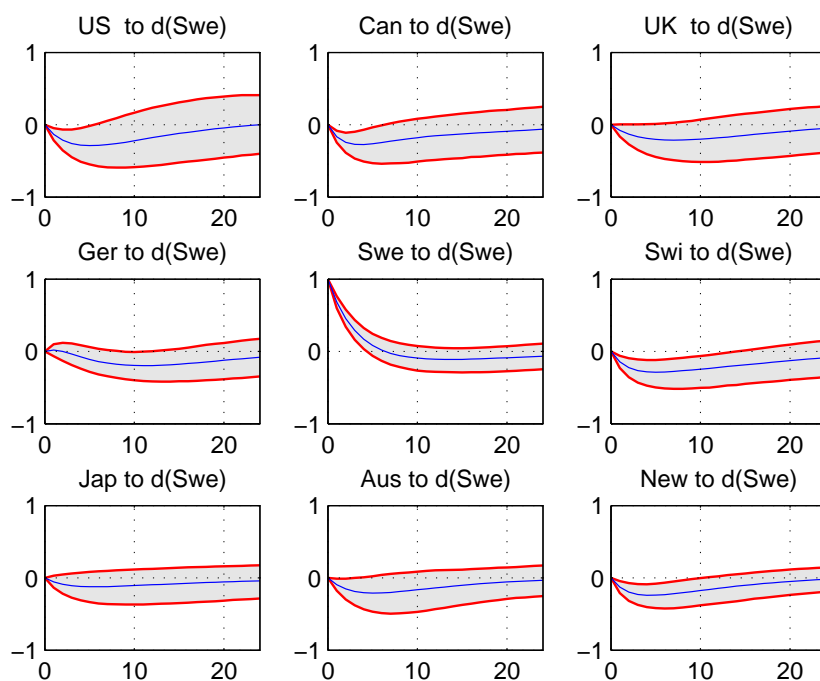 US to d(Swe)
Can to d(Swe)
UK to d(Swe)
1
0
−1
0 10 20
1
0
−1
0 10 20
1
0
−1
0 10 20
Ger to d(Swe)
Swe to d(Swe)
Swi to d(Swe)
1
0
−1
0 10 20
1
0
−1
0 10 20
1
0
−1
0 10 20
Jap to d(Swe)
Aus to d(Swe)
New to d(Swe)
1
0
−1
0 10 20
1
0
−1
0 10 20
1
0
−1
0 10 20